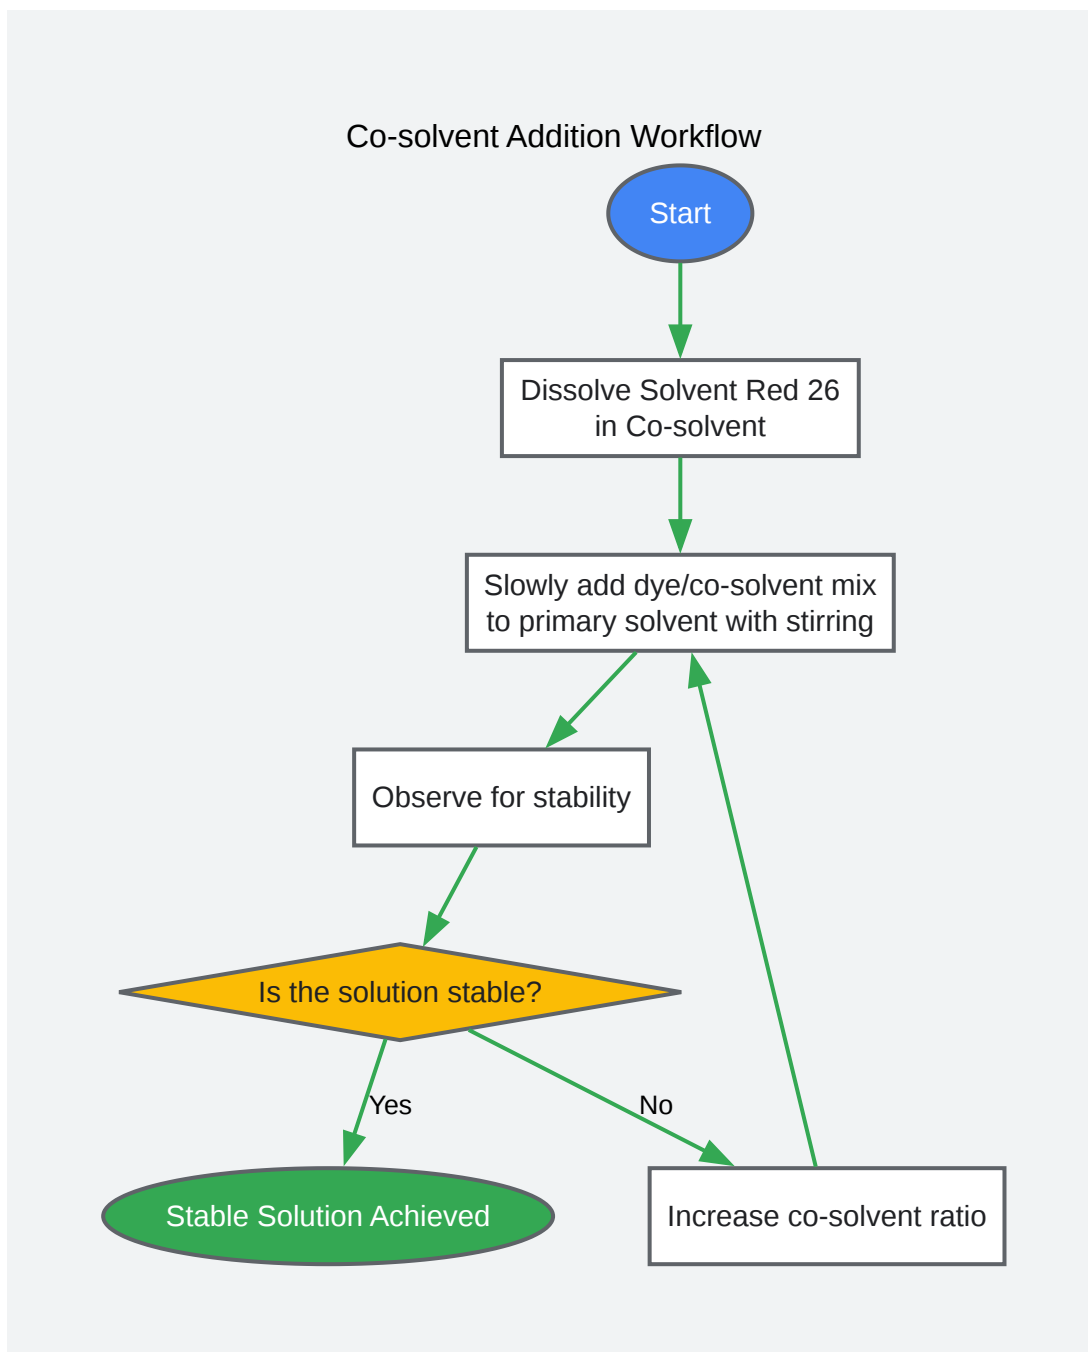 Co-solvent Addition Workflow
Start
Dissolve Solvent Red 26
in Co-solvent
Slowly add dye/co-solvent mix
to primary solvent with stirring
Observe for stability
Is the solution stable?
Yes
No
Stable Solution Achieved
Increase co-solvent ratio